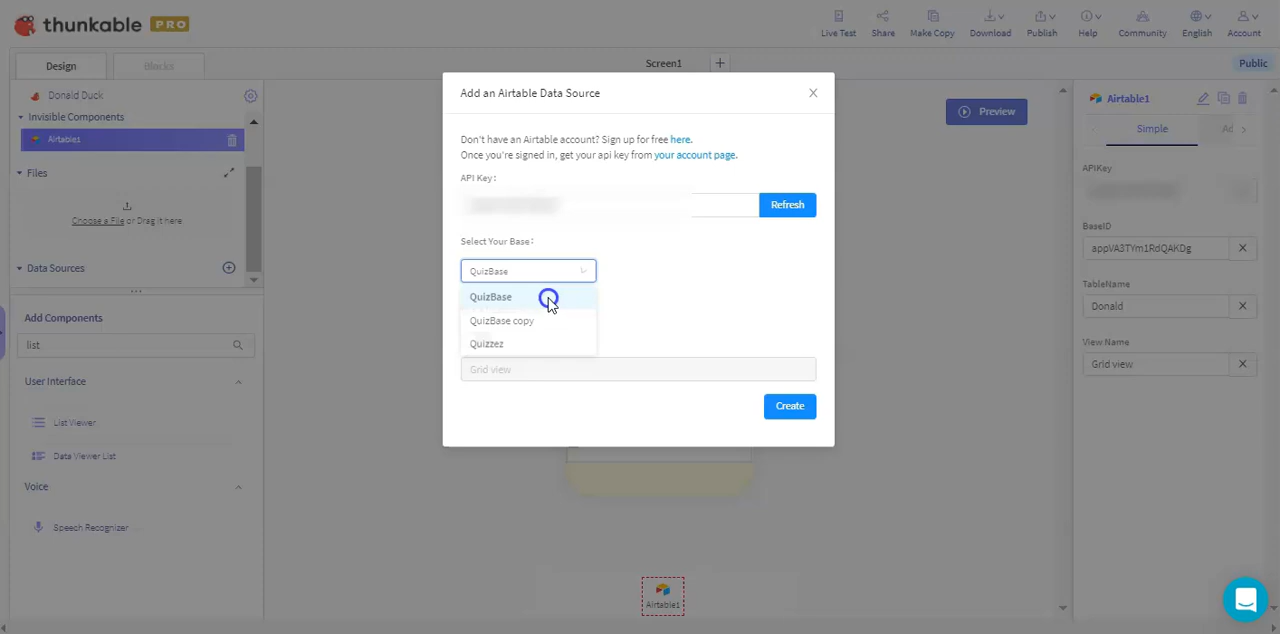 thunkable PRO
Live Test
Share
Make Copy
Download
Publish
Help
Community
English
Account
Design
Blocks
Screen1
Public
Donald Duck
Invisible Components
Airtable1
Files
Choose a File or Drag it here
Data Sources
Add Components
list
User Interface
List Viewer
Data Viewer List
Voice
Speech Recognizer
Add an Airtable Data Source
Don't have an Airtable account? Sign up for free here.
Once you're signed in, get your api key from your account page.
API Key:
Refresh
Select Your Base:
QuizBase
QuizBase
QuizBase copy
Quizzez
Grid view
Create
Airtable1
Preview
Airtable1
Simple
Ad
APIKey
BaseID
appVA3TYm1RdQAKDg
TableName
Donald
View Name
Grid view